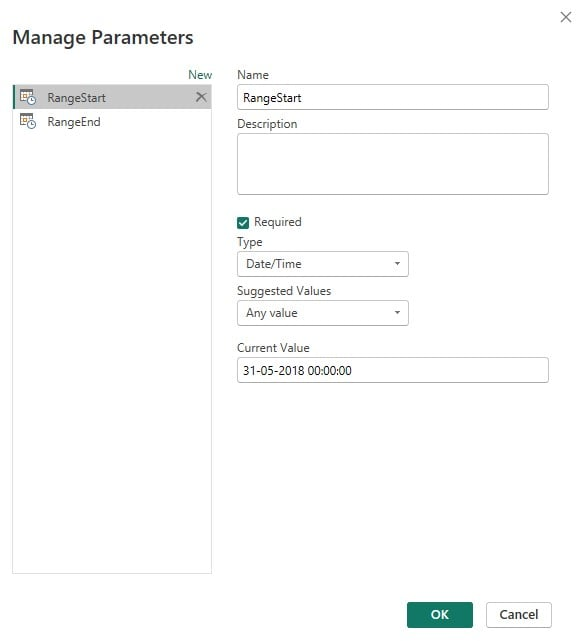 Manage Parameters
New
RangeStart
RangeEnd
Name
RangeStart
Description
Required
Type
Date/Time
Suggested Values
Any value
Current Value
31-05-2018 00:00:00
OK
Cancel